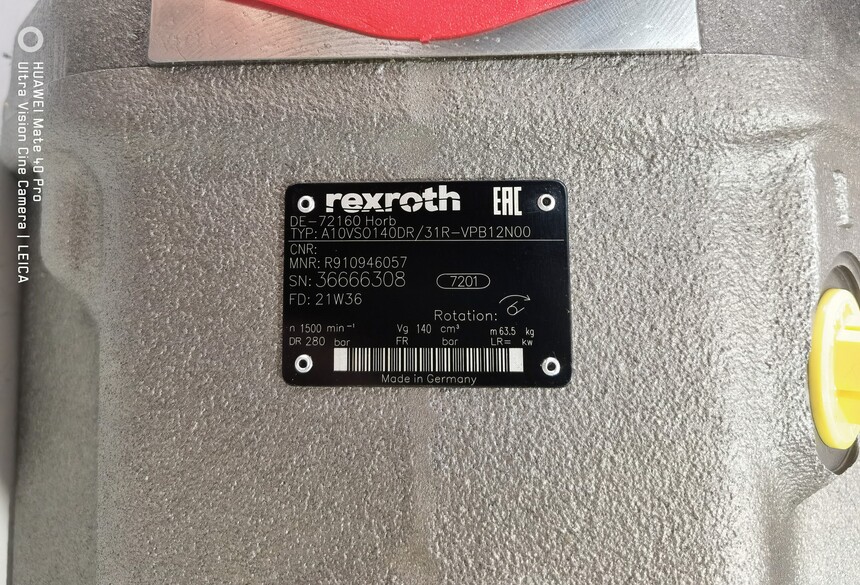 HUAWEI Mate 40 Pro
Ultra Vision Cine Camera | LEICA
rexroth EAC
DE-72160 Horb
TYP: A10VSO140DR/31R-VPB12N00
CNR:
MNR: R910946057
SN: 36666308 7201
FD: 21W36
Rotation:
n 1500 min⁻¹ Vg 140 cm³ m 63.5 kg
DR 280 bar FR bar LR= kw
Made in Germany